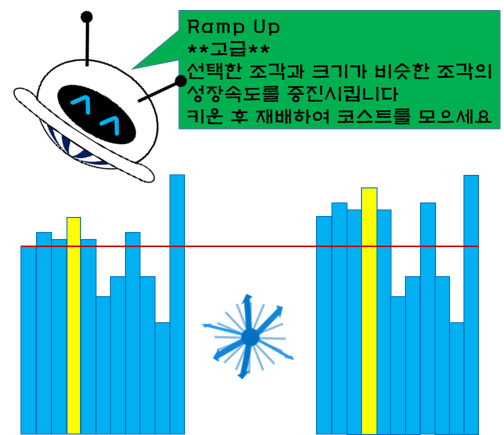 Ramp Up
**고급**
선택한 조각과 크기가 비슷한 조각의
성장속도를 증진시킵니다
키운 후 재배하여 코스트를 모으세요